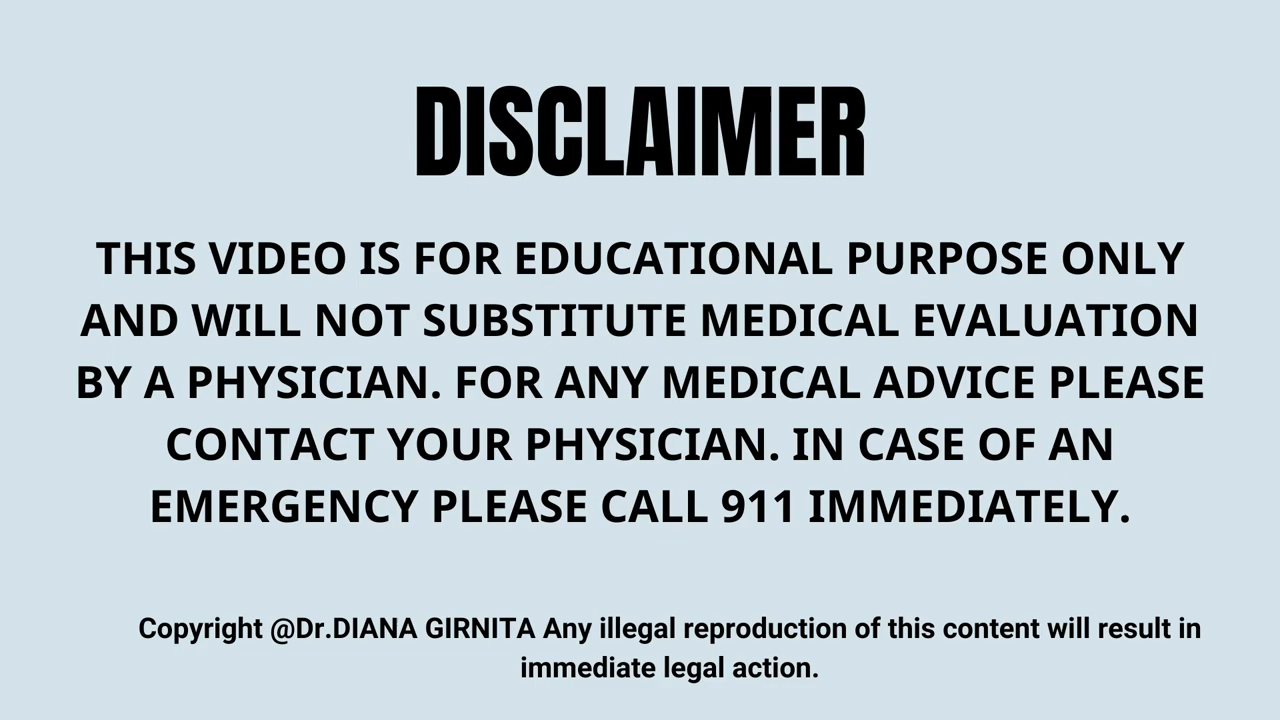 DISCLAIMER
THIS VIDEO IS FOR EDUCATIONAL PURPOSE ONLY
AND WILL NOT SUBSTITUTE MEDICAL EVALUATION
BY A PHYSICIAN. FOR ANY MEDICAL ADVICE PLEASE
CONTACT YOUR PHYSICIAN. IN CASE OF AN
EMERGENCY PLEASE CALL 911 IMMEDIATELY.
Copyright @Dr.DIANA GIRNITA Any illegal reproduction of this content will result in
immediate legal action.